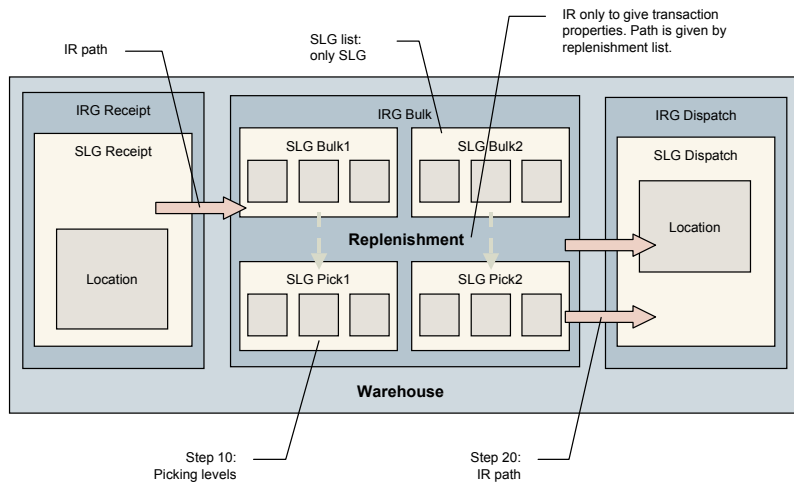 IR only to give transaction
properties. Path is given by
replenishment list.
SLG list:
only SLG
IR path
IRG Receipt
IRG Bulk
IRG Dispatch
SLG Receipt
SLG Bulk1
SLG Bulk2
SLG Dispatch
Location
Replenishment
Location
SLG Pick1
SLG Pick2
Warehouse
Step 10:
Picking levels
Step 20:
IR path